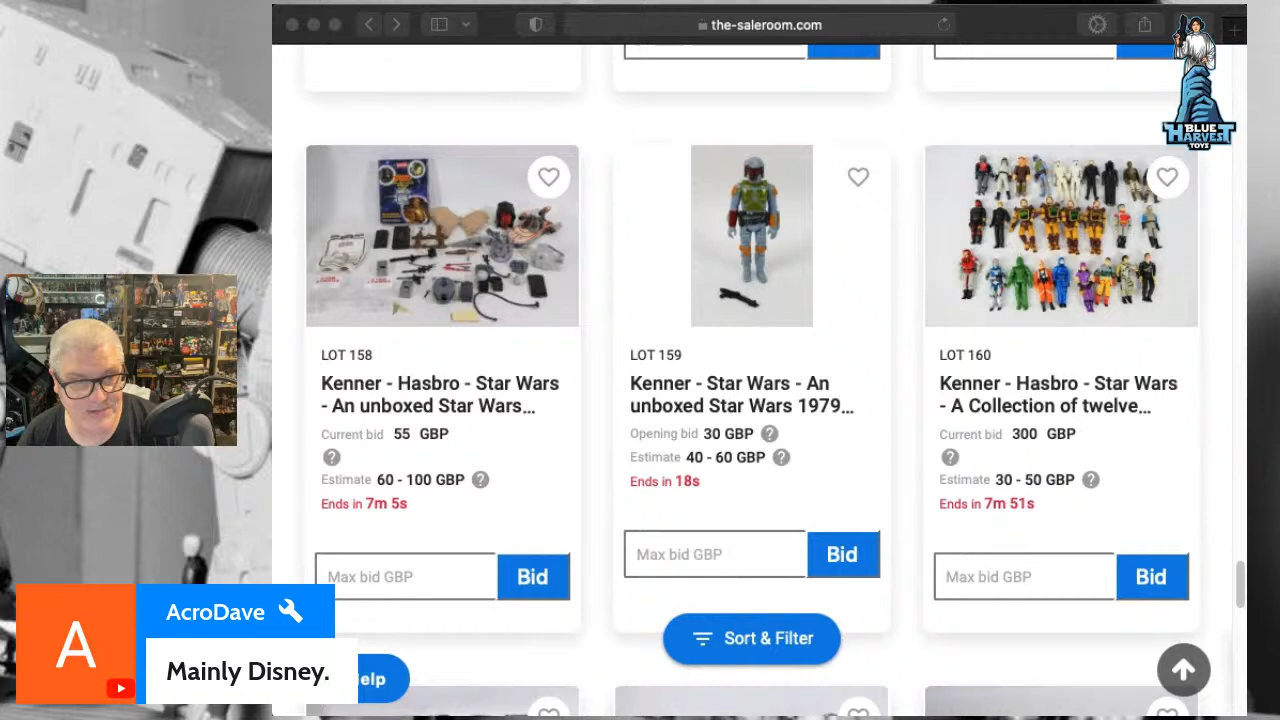 the-saleroom.com
BLUE
HARVEST
TOYS
LOT 158
Kenner - Hasbro - Star Wars
- An unboxed Star Wars...
Current bid 55 GBP
?
Estimate 60 - 100 GBP ?
Ends in 7m 5s
Max bid GBP
Bid
LOT 159
Kenner - Star Wars - An
unboxed Star Wars 1979...
Opening bid 30 GBP ?
Estimate 40 - 60 GBP ?
Ends in 18s
Max bid GBP
Bid
LOT 160
Kenner - Hasbro - Star Wars
- A Collection of twelve...
Current bid 300 GBP
?
Estimate 30 - 50 GBP ?
Ends in 7m 51s
Max bid GBP
Bid
Sort & Filter
elp
A
AcroDave
Mainly Disney.